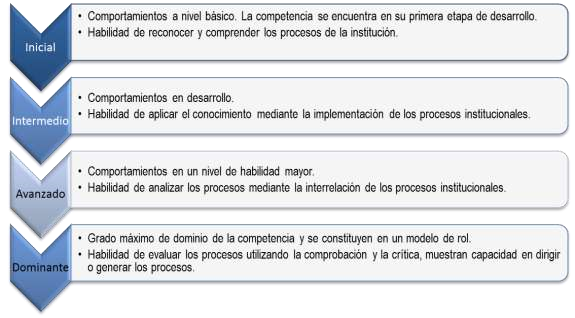 Inicial
• Comportamientos a nivel básico. La competencia se encuentra en su primera etapa de desarrollo.
• Habilidad de reconocer y comprender los procesos de la institución.
Intermedio
• Comportamientos en desarrollo.
• Habilidad de aplicar el conocimiento mediante la implementación de los procesos institucionales.
Avanzado
• Comportamientos en un nivel de habilidad mayor.
• Habilidad de analizar los procesos mediante la interrelación de los procesos institucionales.
Dominante
• Grado máximo de dominio de la competencia y se constituyen en un modelo de rol.
• Habilidad de evaluar los procesos utilizando la comprobación y la crítica, muestran capacidad en dirigir
o generar los procesos.